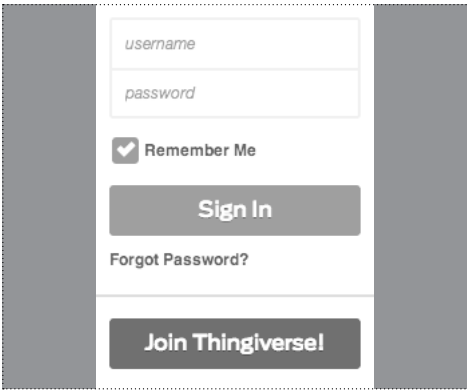 username
password
Remember Me
Sign In
Forgot Password?
Join Thingiverse!